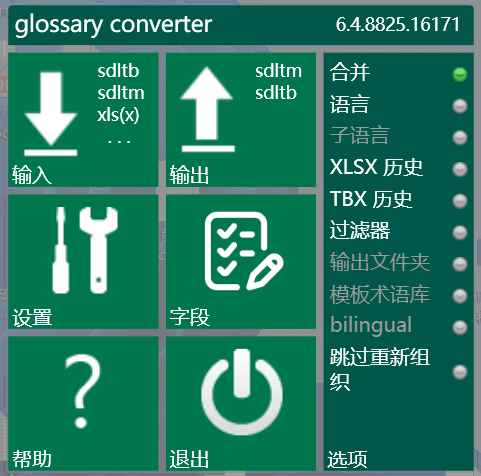 glossary converter
6.4.8825.16171
sdltb
sdltm
xls(x)
...
输入
sdltm
sdltb
输出
设置
字段
帮助
退出
合并
语言
子语言
XLSX 历史
TBX 历史
过滤器
输出文件夹
模板术语库
bilingual
跳过重新组
织
选项